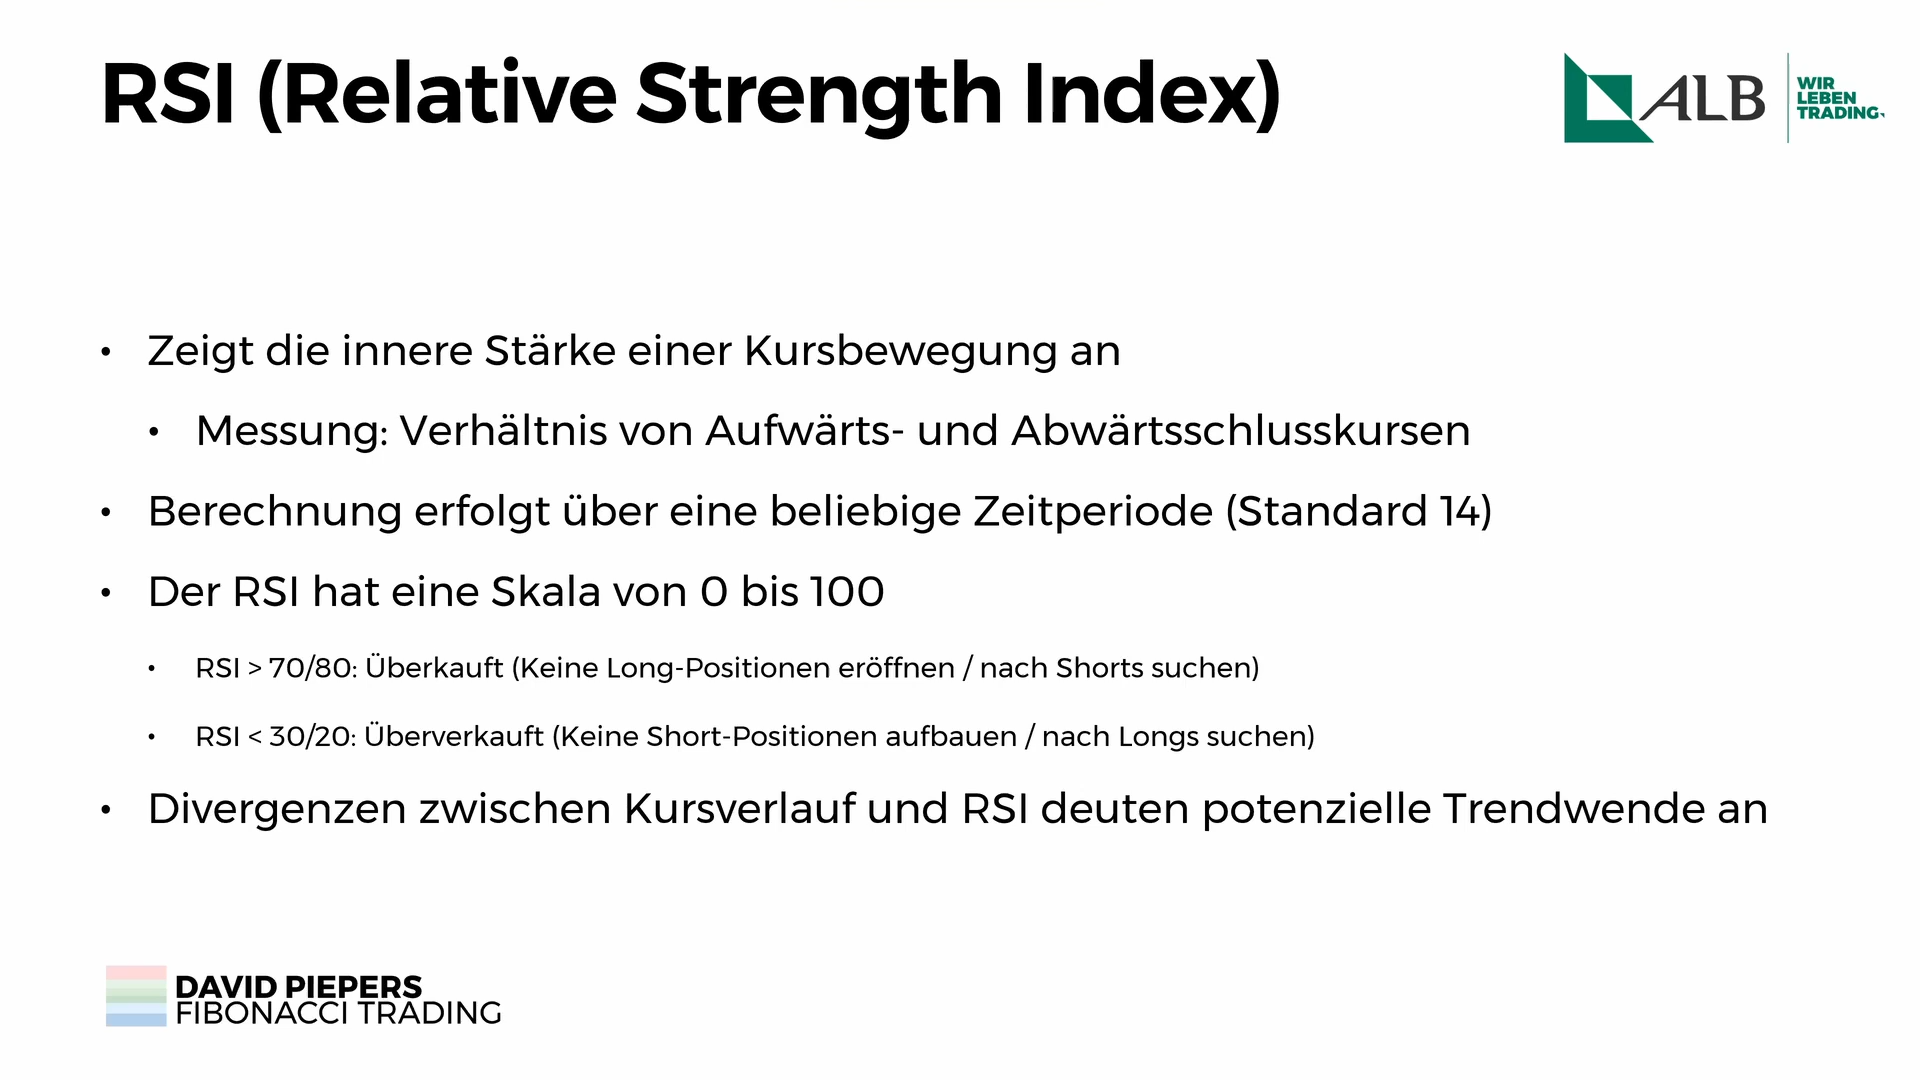 RSI (Relative Strength Index)
ALB
WIR
LEBEN
TRADING.
• Zeigt die innere Stärke einer Kursbewegung an
• Messung: Verhältnis von Aufwärts- und Abwärtsschlusskursen
• Berechnung erfolgt über eine beliebige Zeitperiode (Standard 14)
• Der RSI hat eine Skala von 0 bis 100
• RSI > 70/80: Überkauft (Keine Long-Positionen eröffnen / nach Shorts suchen)
• RSI < 30/20: Überverkauft (Keine Short-Positionen aufbauen / nach Longs suchen)
• Divergenzen zwischen Kursverlauf und RSI deuten potenzielle Trendwende an
DAVID PIEPERS
FIBONACCI TRADING